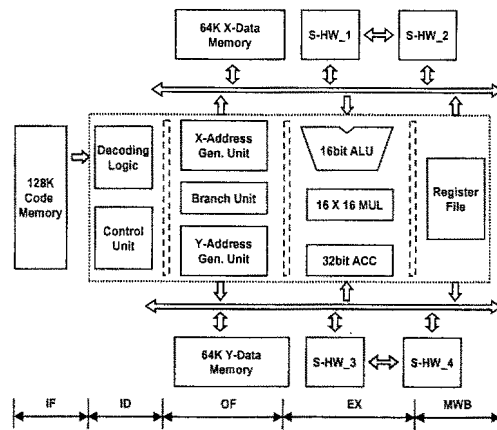 64K X-Data
Memory
S-HW_1
S-HW_2
128K
Code
Memory
Decoding
Logic
Control
Unit
X-Address
Gen. Unit
Branch Unit
Y-Address
Gen. Unit
16bit ALU
16 X 16 MUL
32bit ACC
Register
File
64K Y-Data
Memory
S-HW_3
S-HW_4
IF
ID
OF
EX
MWB